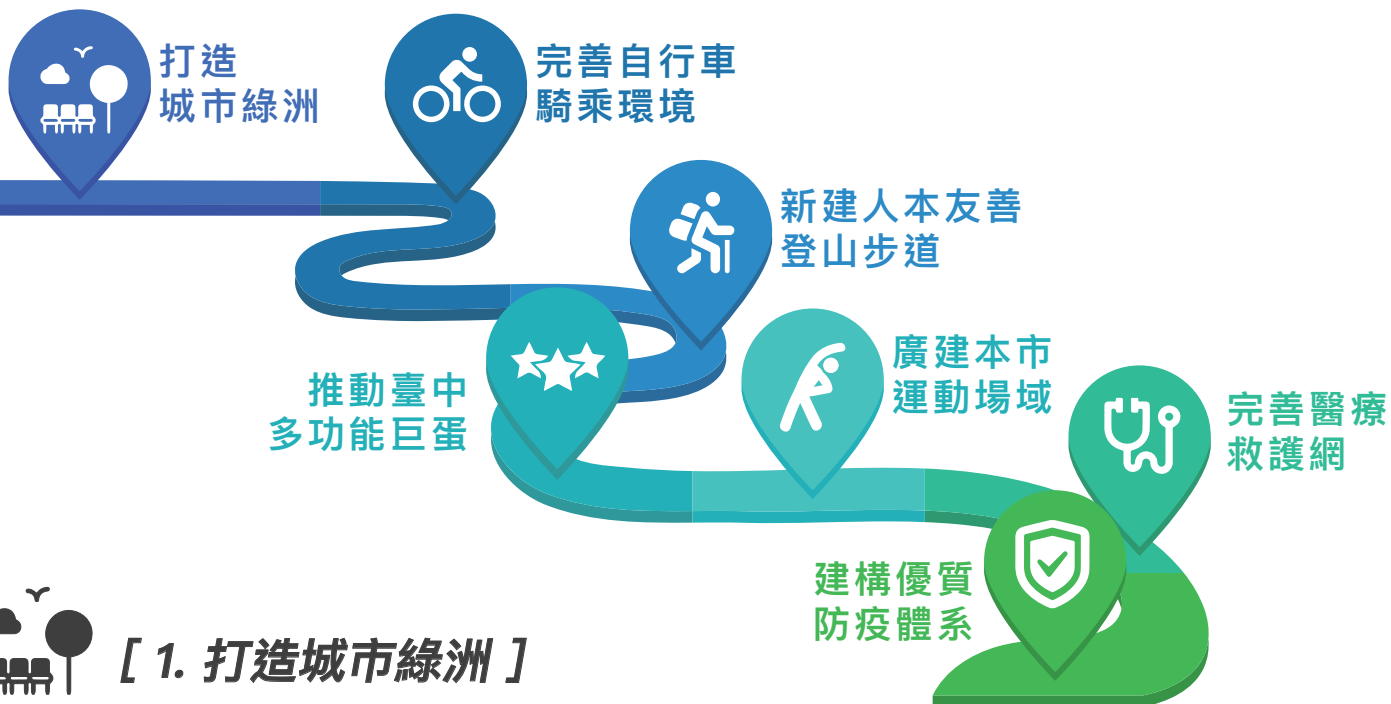 打造
城市綠洲
完善自行車
騎乘環境
新建人本友善
登山步道
推動臺中
多功能巨蛋
廣建本市
運動場域
完善醫療
救護網
建構優質
防疫體系
[ 1. 打造城市綠洲 ]